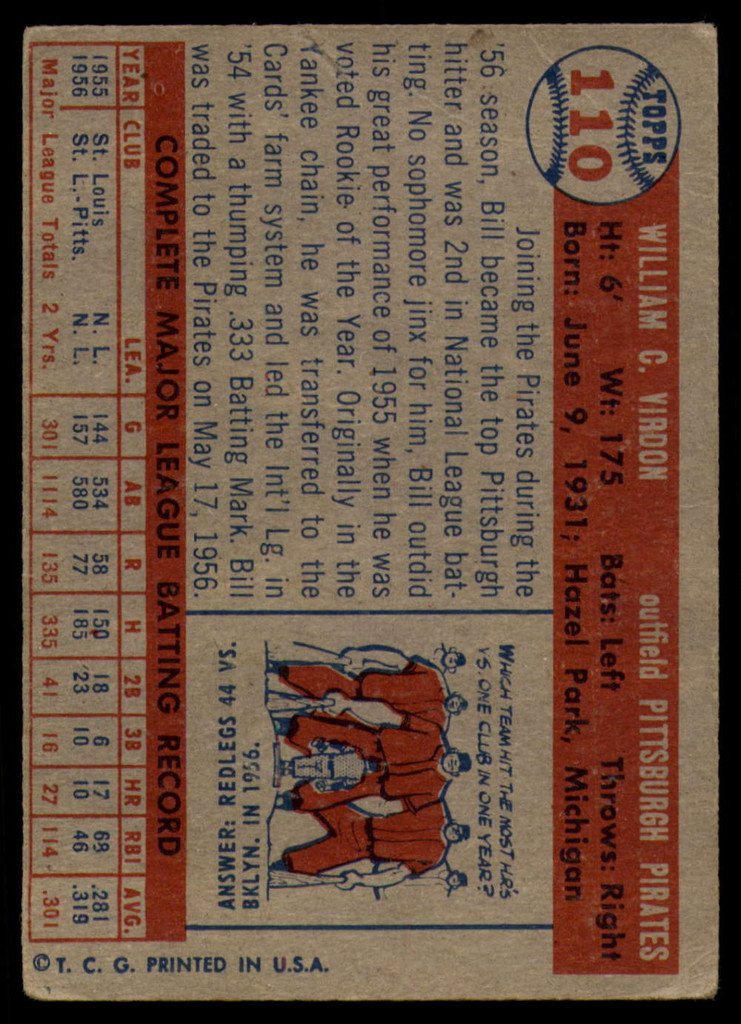 TOPPS
110
WILLIAM C. VIRDON outfield PITTSBURGH PIRATES
Ht: 6' Wt: 175 Bats: Left Throws: Right
Born: June 9, 1931; Hazel Park, Michigan
Joining the Pirates during the
'56 season, Bill became the top Pittsburgh
hitter and was 2nd in National League bat-
ting. No sophomore jinx for him, Bill outdid
his great performance of 1955 when he was
voted Rookie of the Year. Originally in the
Yankee chain, he was transferred to the
Cards' farm system and led the Int'l Lg. in
'54 with a thumping .333 Batting Mark. Bill
was traded to the Pirates on May 17, 1956.
WHICH TEAM HIT THE MOST H.R'S
VS. ONE CLUB IN ONE YEAR?
ANSWER: REDLEGS 44 VS.
BKLYN. IN 1956.
COMPLETE MAJOR LEAGUE BATTING RECORD
YEAR CLUB LEA. G AB R H 2B 3B HR RBI AVG.
1955 St. Louis N. L. 144 534 58 150 18 6 17 68 .281
1956 St. L.-Pitts. N. L. 157 580 77 185 23 10 10 46 .319
Major League Totals 2 Yrs. 301 1114 135 335 41 16 27 114 .301
© T. C. G. PRINTED IN U.S.A.